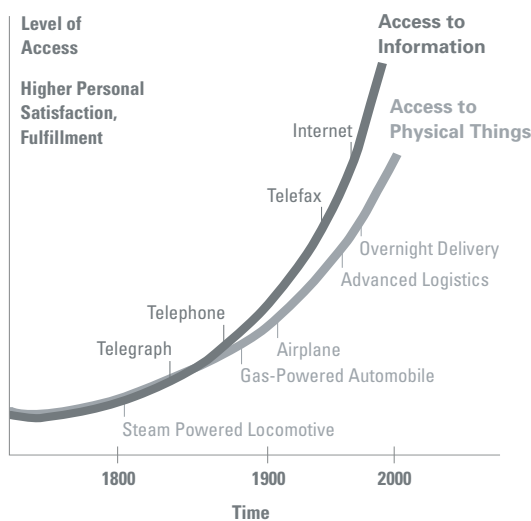 Level of
Access
Higher Personal
Satisfaction,
Fulfillment
Access to
Information
Access to
Physical Things
Internet
Telefax
Overnight Delivery
Advanced Logistics
Telephone
Telegraph
Airplane
Gas-Powered Automobile
Steam Powered Locomotive
1800
1900
2000
Time